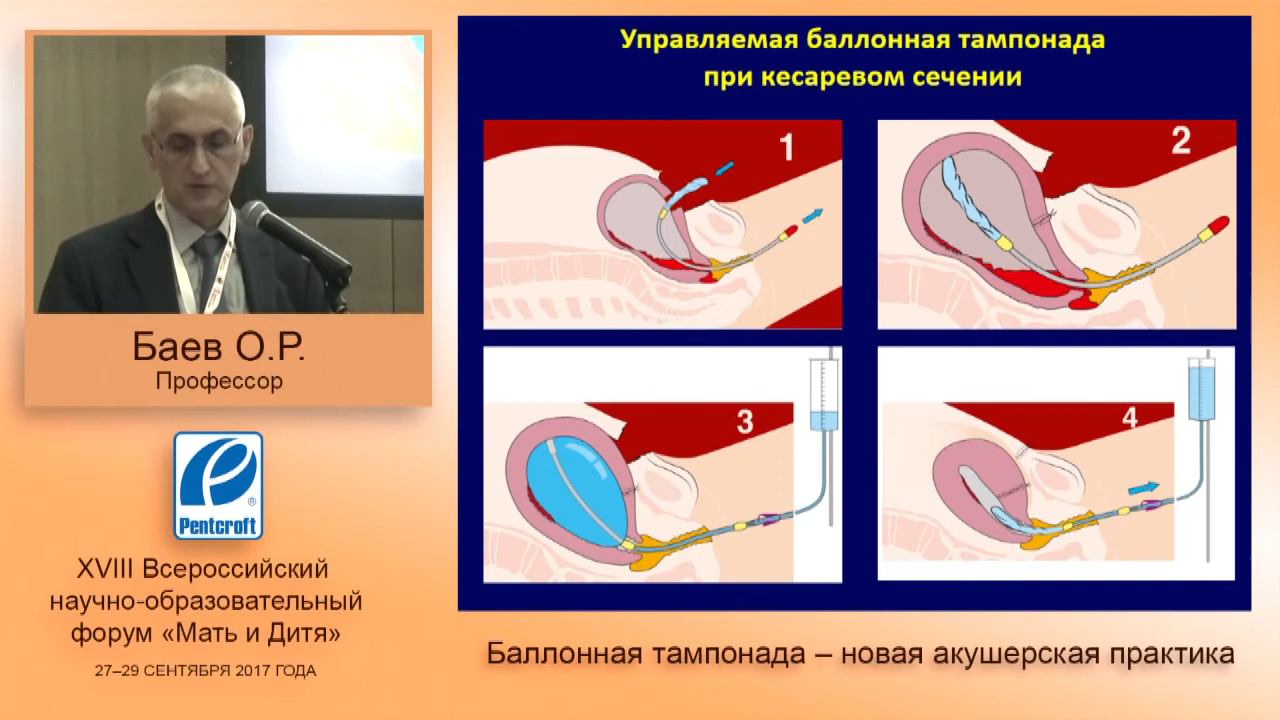 Управляемая баллонная тампонада
при кесаревом сечении
1
2
3
4
Баев О.Р.
Профессор
Pentcroft
®
XVIII Всероссийский
научно-образовательный
форум «Мать и Дитя»
27–29 СЕНТЯБРЯ 2017 ГОДА
Баллонная тампонада – новая акушерская практика